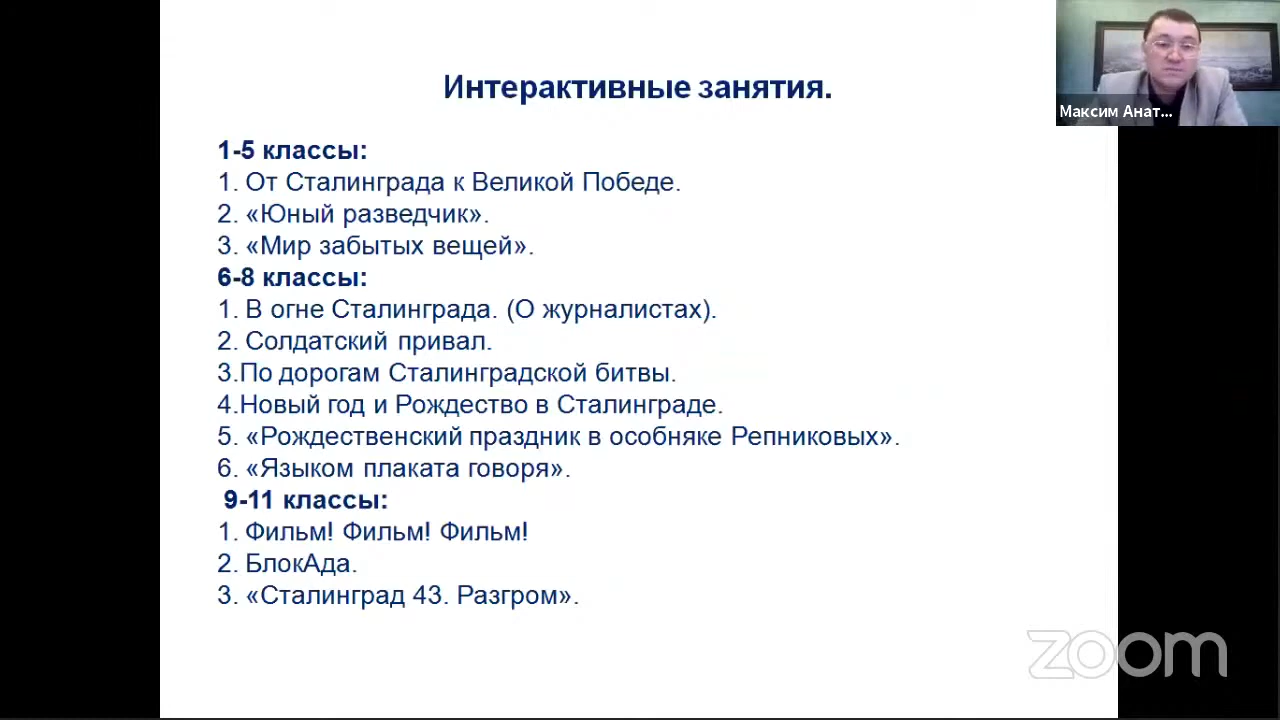 Интерактивные занятия.
Максим Анат...
1-5 классы:
1. От Сталинграда к Великой Победе.
2. «Юный разведчик».
3. «Мир забытых вещей».
6-8 классы:
1. В огне Сталинграда. (О журналистах).
2. Солдатский привал.
3.По дорогам Сталинградской битвы.
4.Новый год и Рождество в Сталинграде.
5. «Рождественский праздник в особняке Репниковых».
6. «Языком плаката говоря».
9-11 классы:
1. Фильм! Фильм! Фильм!
2. БлокАда.
3. «Сталинград 43. Разгром».
zoom